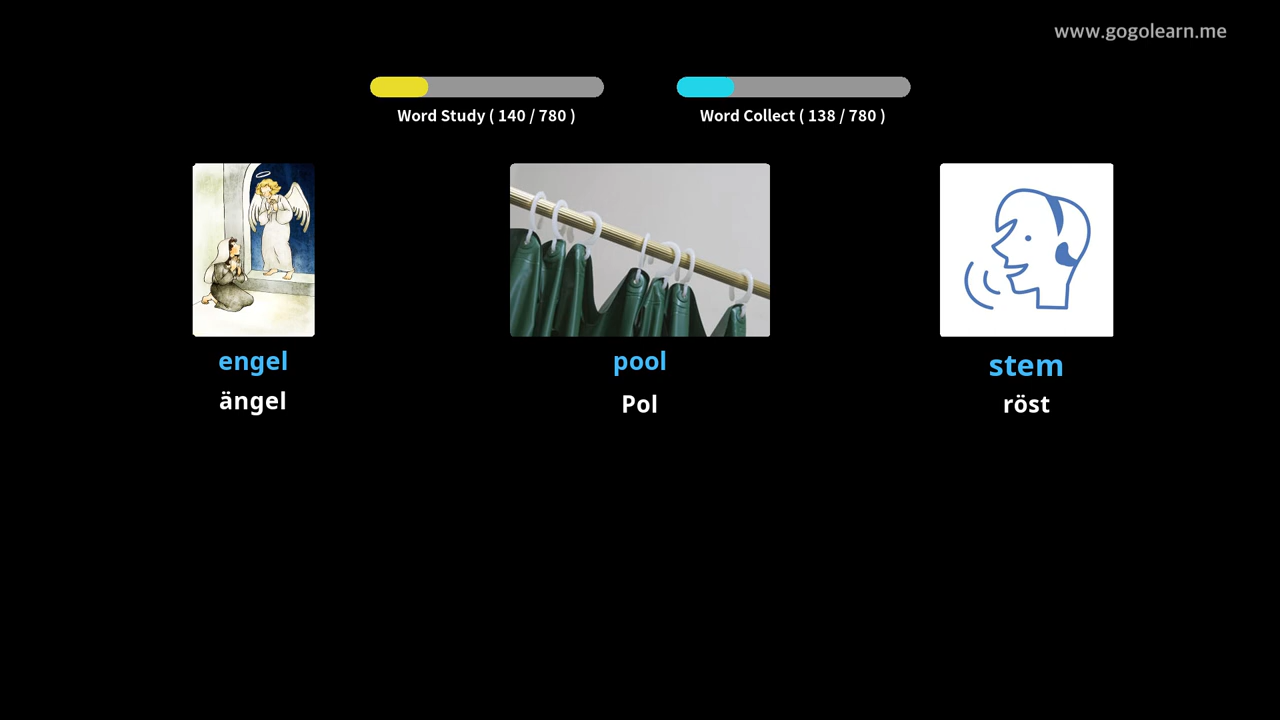 www.gogolearn.me
Word Study ( 140 / 780 )
Word Collect ( 138 / 780 )
engel
ängel
pool
Pol
stem
röst